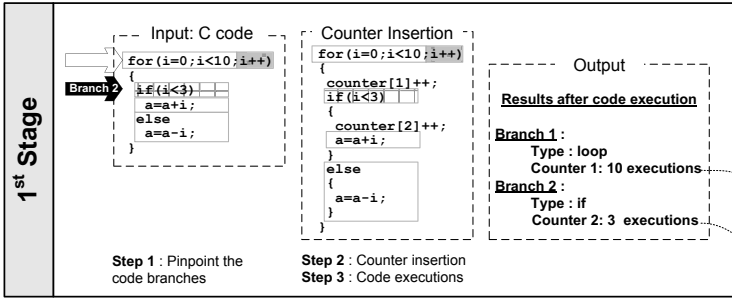 1st Stage
Input: C code
Branch 2
for(i=0;i<10;i++)
{
if(i<3)
a=a+i;
else
a=a-i;
}
Step 1 : Pinpoint the
code branches
Counter Insertion
for(i=0;i<10;i++)
{
counter[1]++;
if(i<3)
{
counter[2]++;
a=a+i;
}
else
{
a=a-i;
}
}
Step 2 : Counter insertion
Step 3 : Code executions
Output
Results after code execution
Branch 1 :
Type : loop
Counter 1: 10 executions
Branch 2 :
Type : if
Counter 2: 3 executions